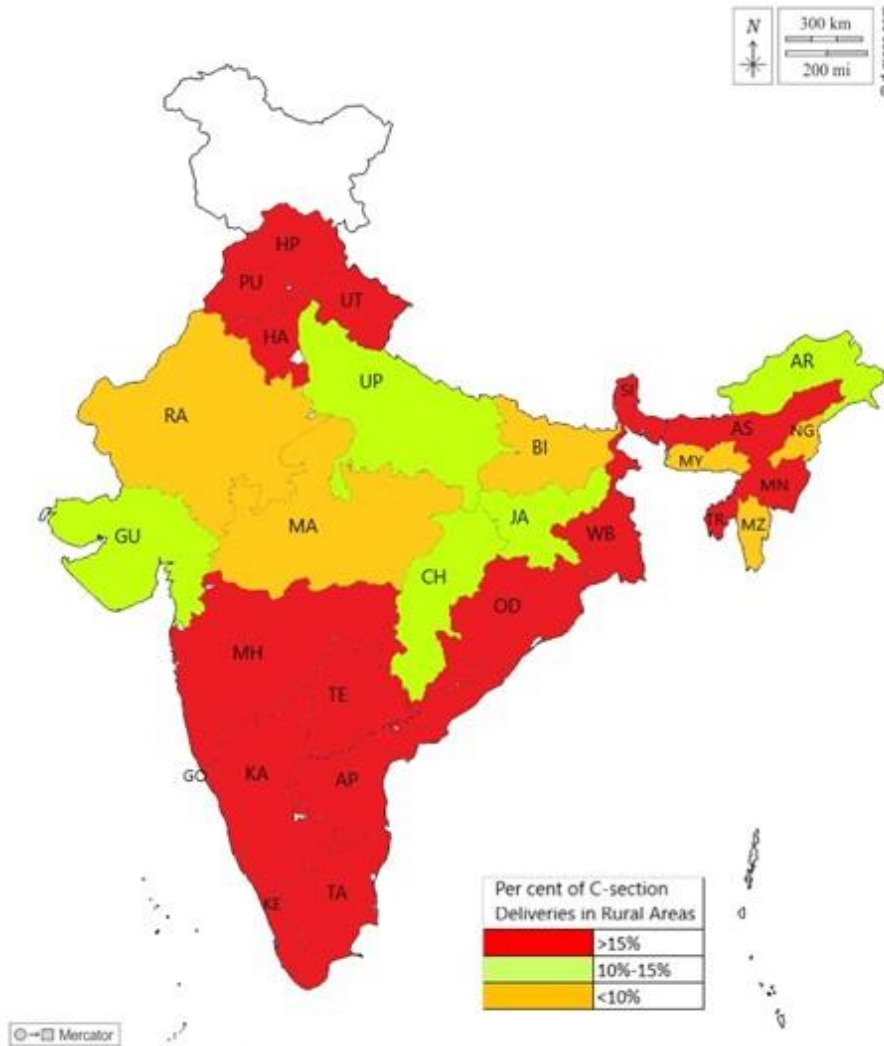 N
300 km
200 mi
HP
PU
UT
HA
UP
AR
RA
SI
AS
NG
BI
MY
MN
GU
MA
JA
TR
MZ
WB
CH
OD
MH
TE
GO
KA
AP
KE
TA
Per cent of C-section
Deliveries in Rural Areas
>15%
10%-15%
<10%
Mercator